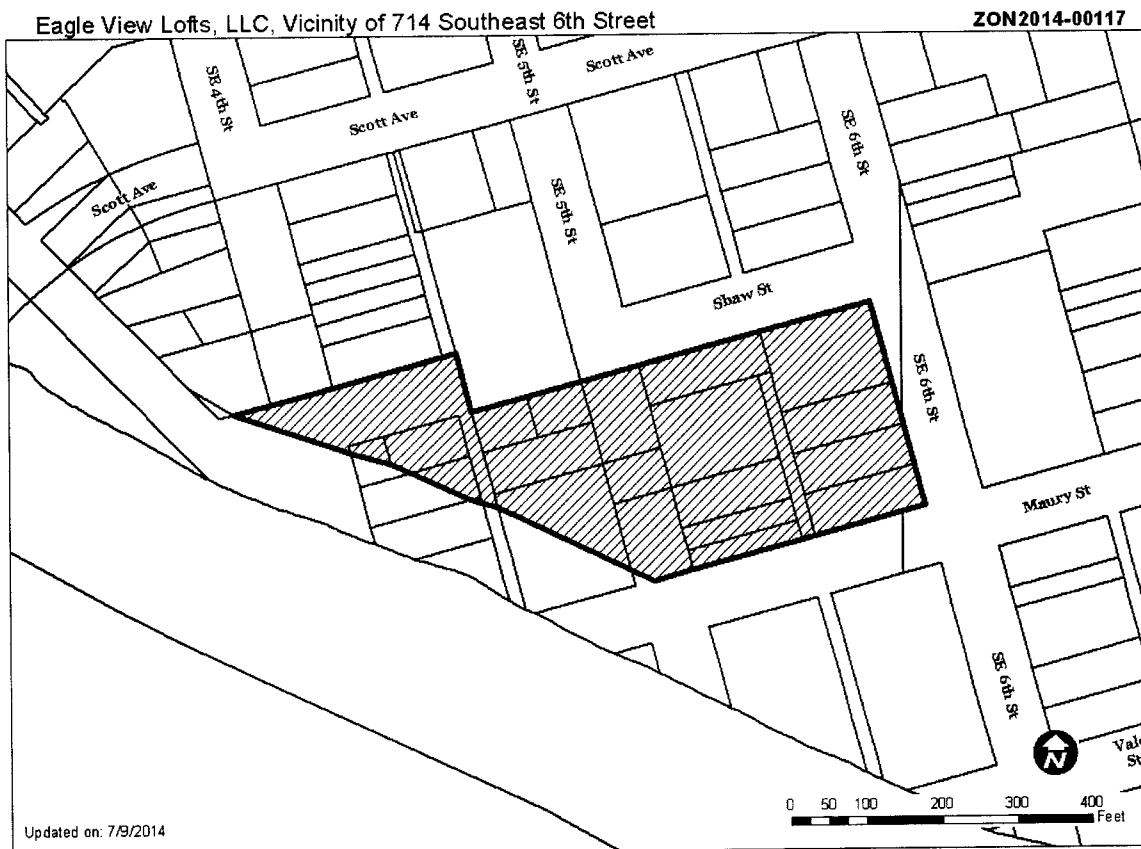 Eagle View Lofts, LLC, Vicinity of 714 Southeast 6th Street
ZON2014-00117
SE 4th St
SE 5th St
Scott Ave
Scott Ave
SE 6th St
Scott Ave
SE 5th St
Shaw St
SE 6th St
Maury St
SE 6th St
N
St
0 50 100 200 300 400
Feet
Updated on: 7/9/2014